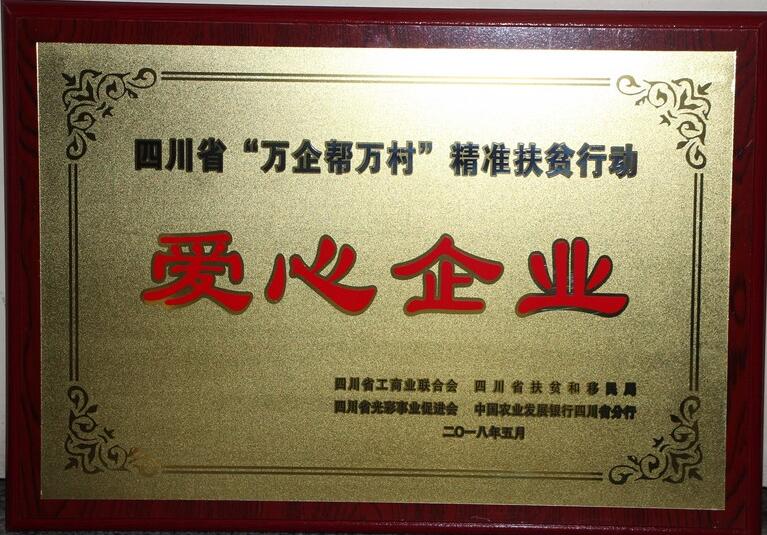 四川省“万企帮万村”精准扶贫行动
爱心企业
四川省工商业联合会 四川省扶贫和移民局
四川省光彩事业促进会 中国农业发展银行四川省分行
二〇一八年五月